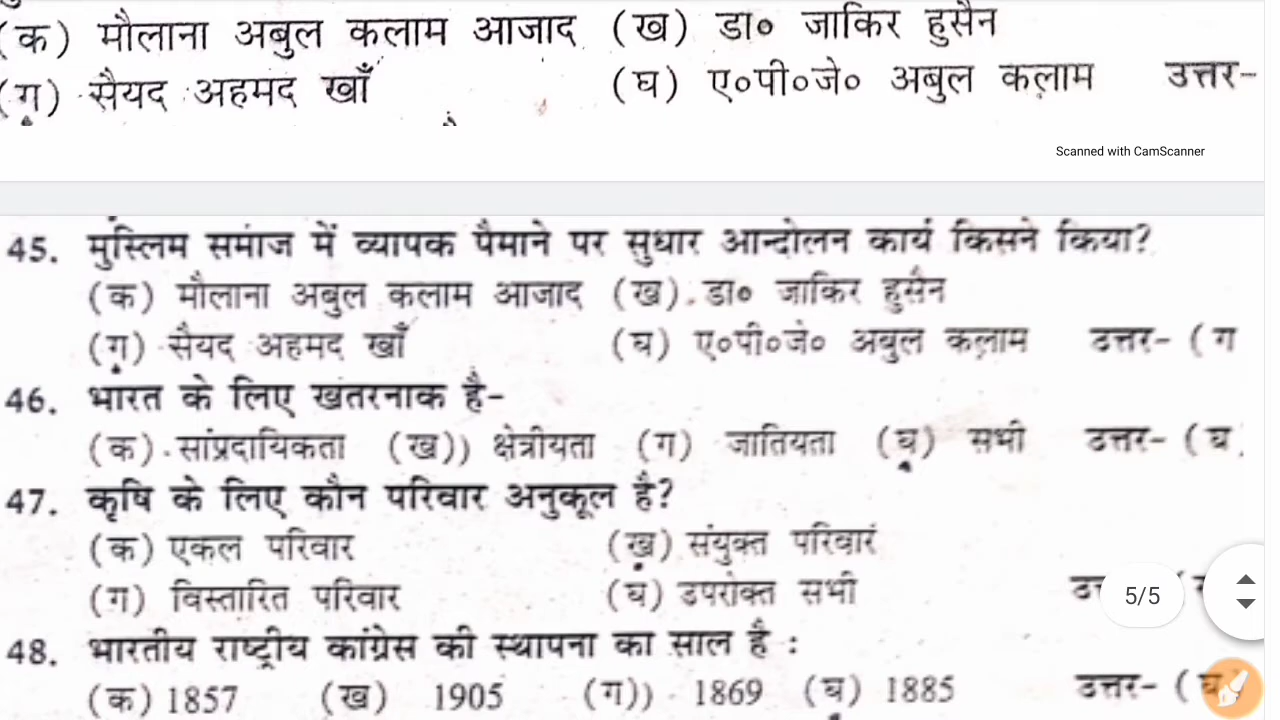 (क) मौलाना अबुल कलाम आजाद (ख) डा० जाकिर हुसैन
(ग) सैयद अहमद खाँ (घ) ए०पी०जे० अबुल कलाम उत्तर-
Scanned with CamScanner
45. मुस्लिम समाज में व्यापक पैमाने पर सुधार आन्दोलन कार्य किसने किया?
(क) मौलाना अबुल कलाम आजाद (ख) डा० जाकिर हुसैन
(ग) सैयद अहमद खाँ (घ) ए०पी०जे० अबुल कलाम उत्तर- (ग
46. भारत के लिए खतरनाक है-
(क) सांप्रदायिकता (ख)) क्षेत्रीयता (ग) जातियता (घ) सभी उत्तर- (घ
47. कृषि के लिए कौन परिवार अनुकूल है?
(क) एकल परिवार (ख) संयुक्त परिवार
(ग) विस्तारित परिवार (घ) उपरोक्त सभी
5/5
48. भारतीय राष्ट्रीय कांग्रेस की स्थापना का साल है :
(क) 1857 (ख) 1905 (ग)) 1869 (घ) 1885 उत्तर- (घ